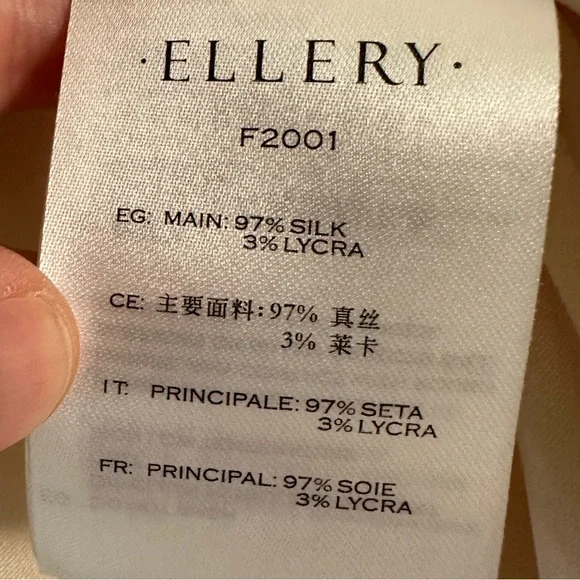 ·ELLERY·
F2001
EG: MAIN: 97% SILK
3% LYCRA
CE: 主要面料: 97% 真丝
3% 莱卡
IT: PRINCIPALE: 97% SETA
3% LYCRA
FR: PRINCIPAL: 97% SOIE
3% LYCRA